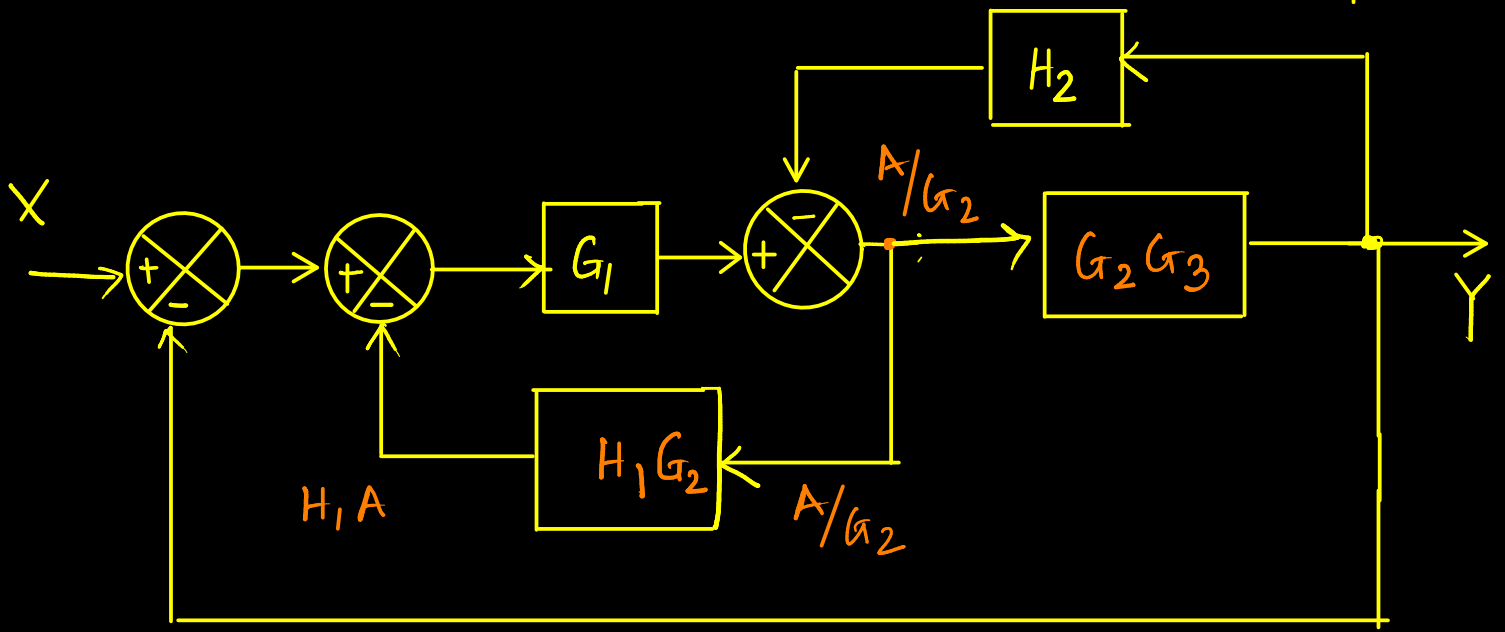 H₂
A/G₂
X
+
-
+
-
G₁
+
-
G₂G₃
Y
H₁G₂
H₁A
A/G₂